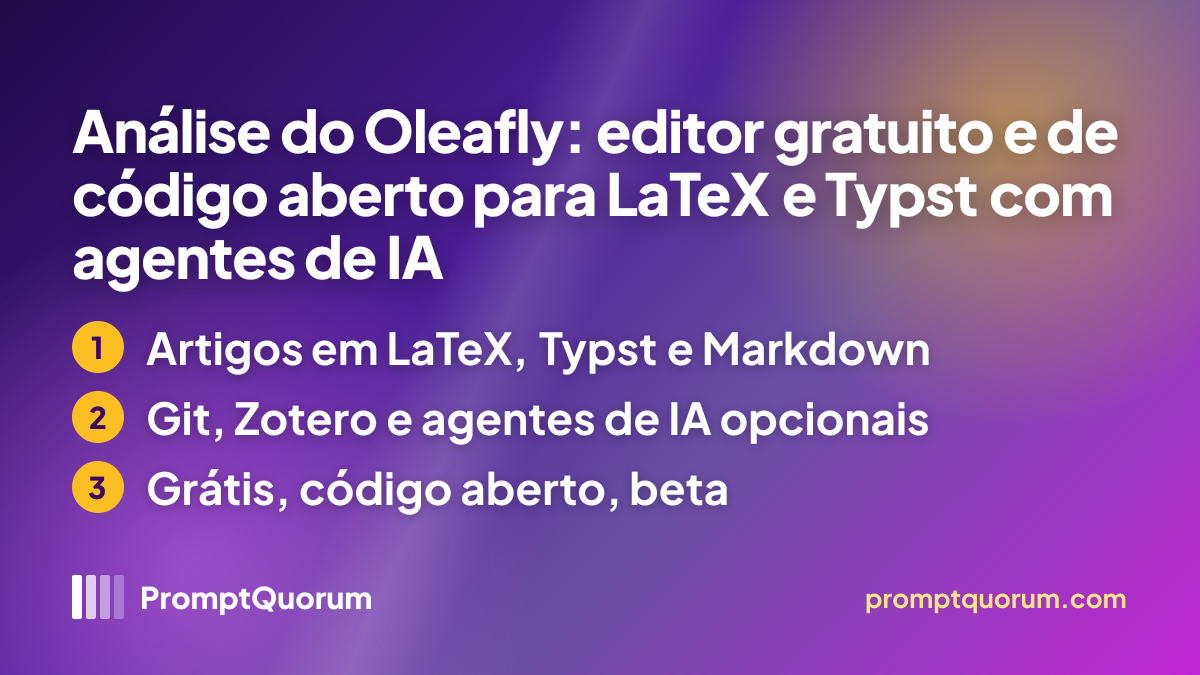 Análise do Oleafly: editor gratuito e de
código aberto para LaTeX e Typst com
agentes de IA
1 Artigos em LaTeX, Typst e Markdown
2 Git, Zotero e agentes de IA opcionais
3 Grátis, código aberto, beta
PromptQuorum
promptquorum.com